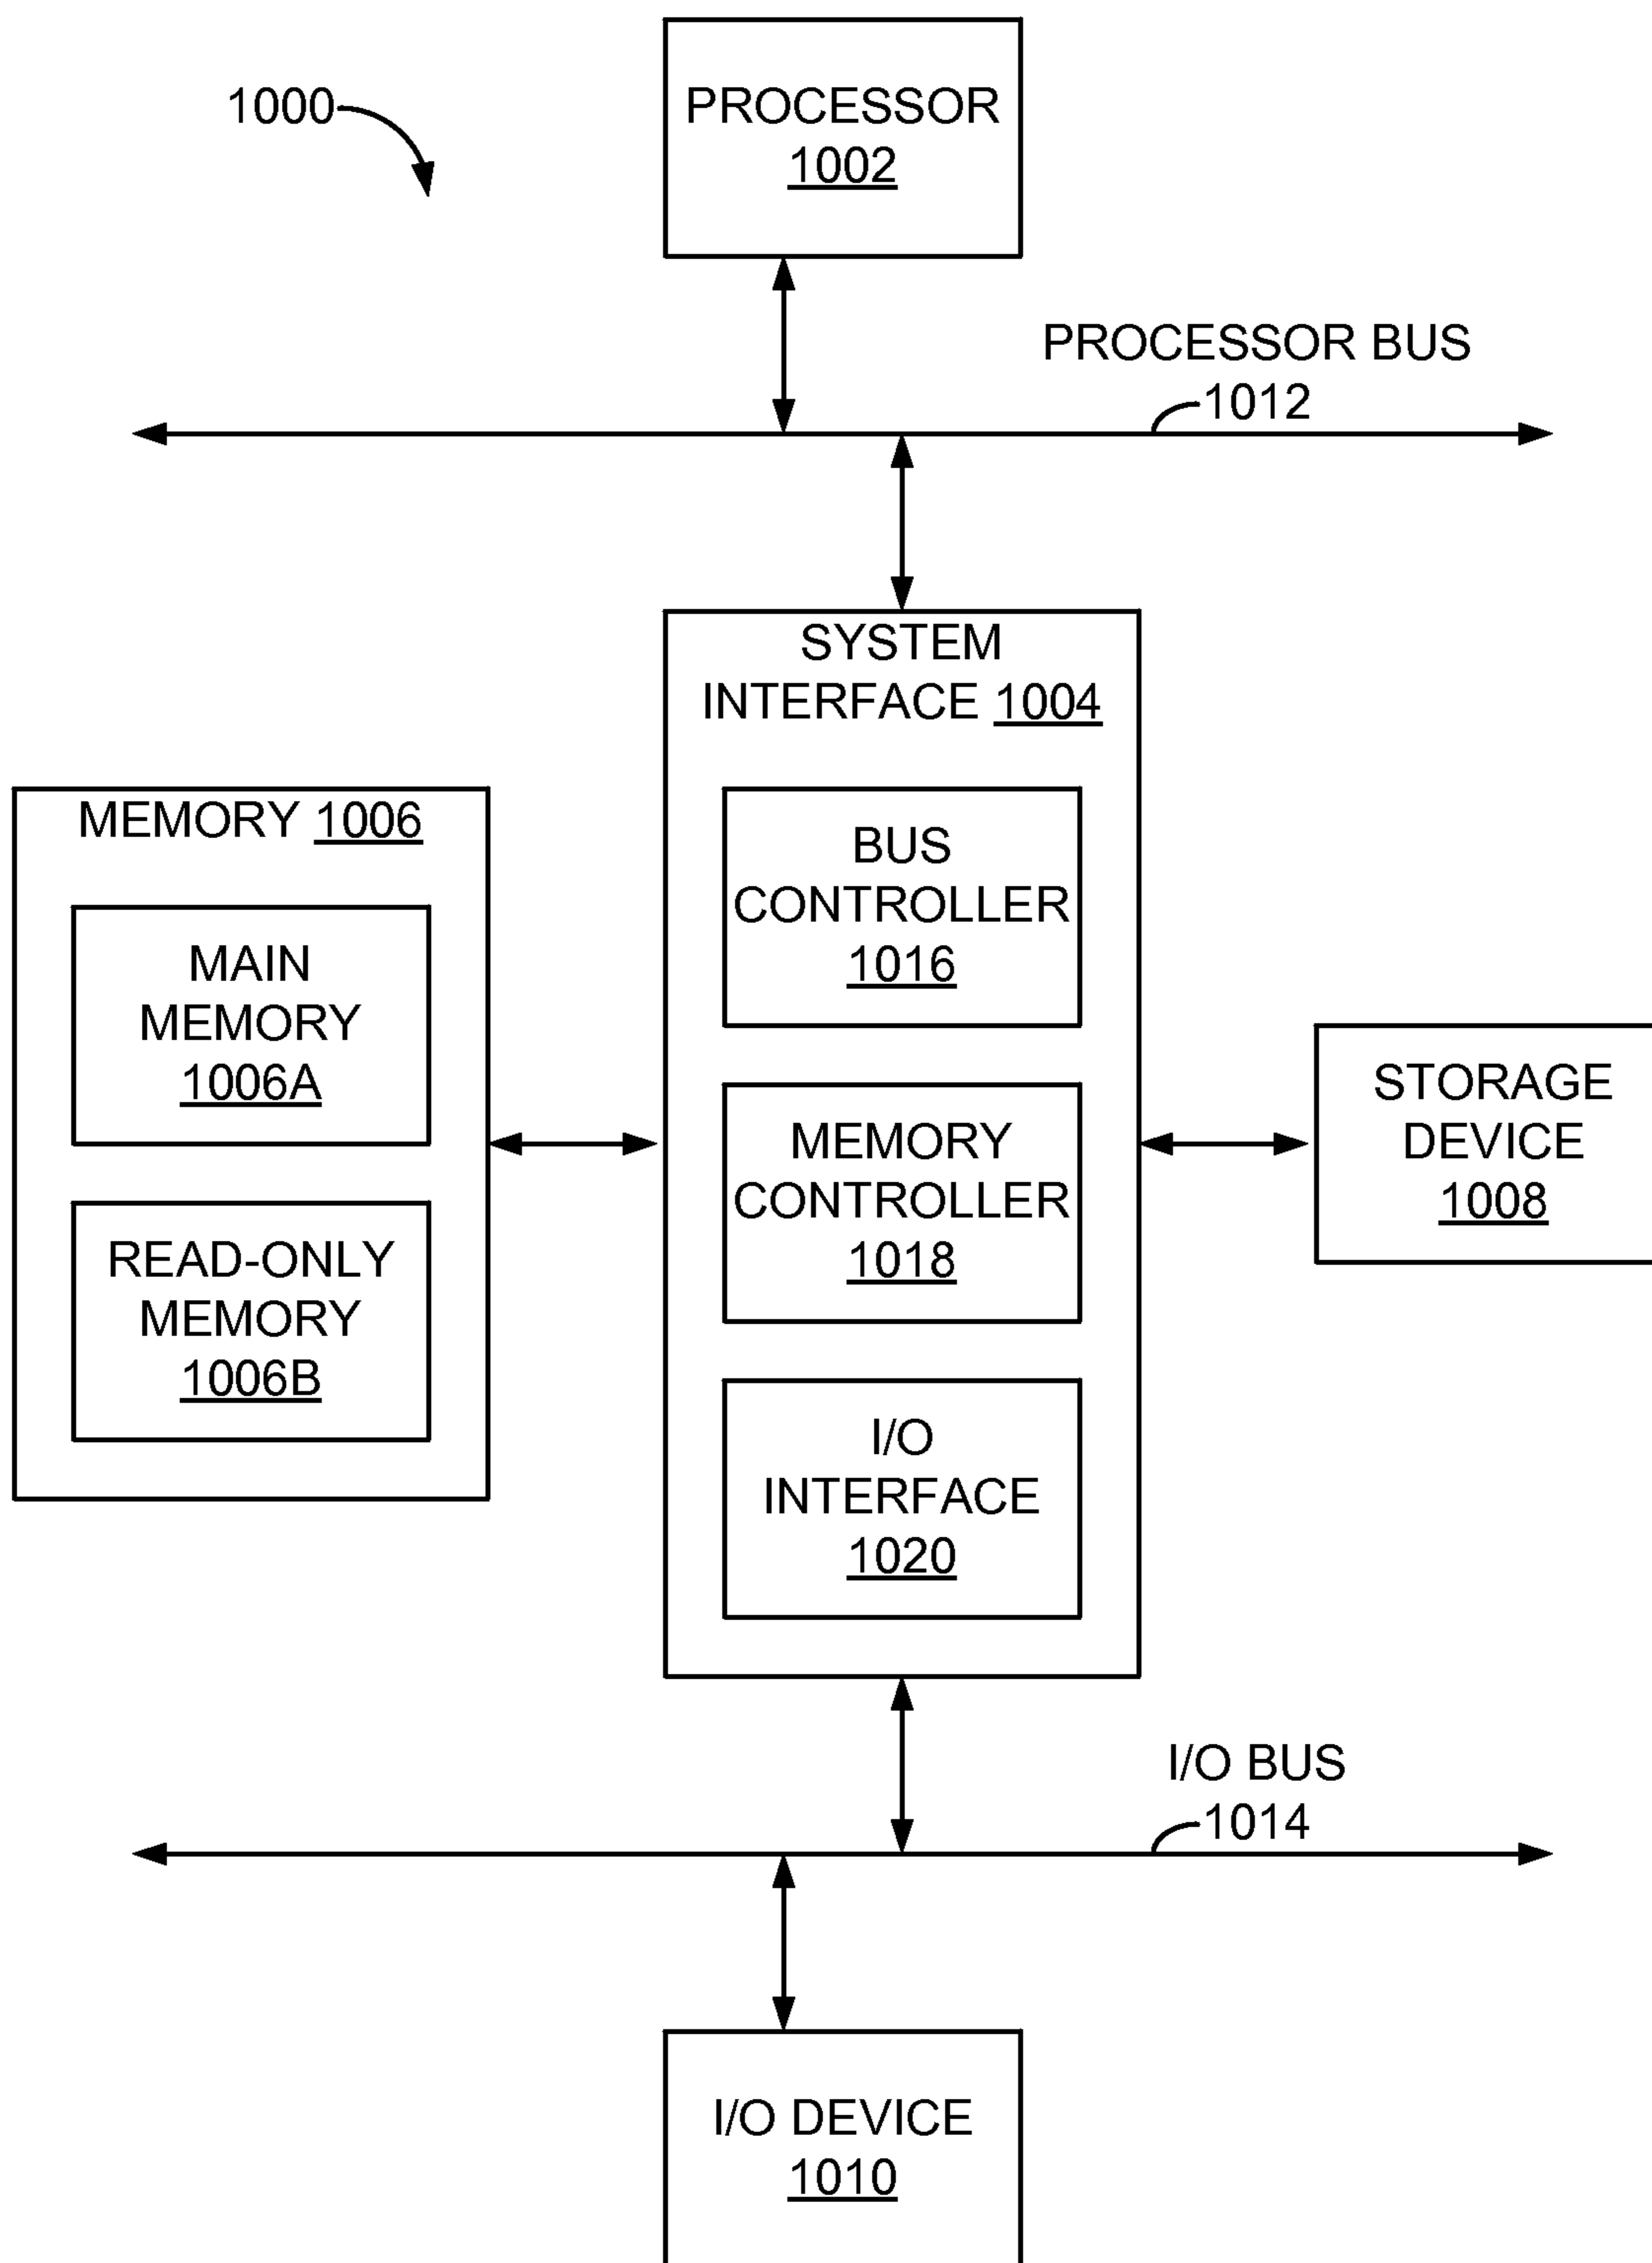 1000
PROCESSOR
1002
PROCESSOR BUS
1012
SYSTEM
INTERFACE 1004
MEMORY 1006
MAIN
MEMORY
1006A
READ-ONLY
MEMORY
1006B
BUS
CONTROLLER
1016
MEMORY
CONTROLLER
1018
I/O
INTERFACE
1020
STORAGE
DEVICE
1008
I/O BUS
1014
I/O DEVICE
1010